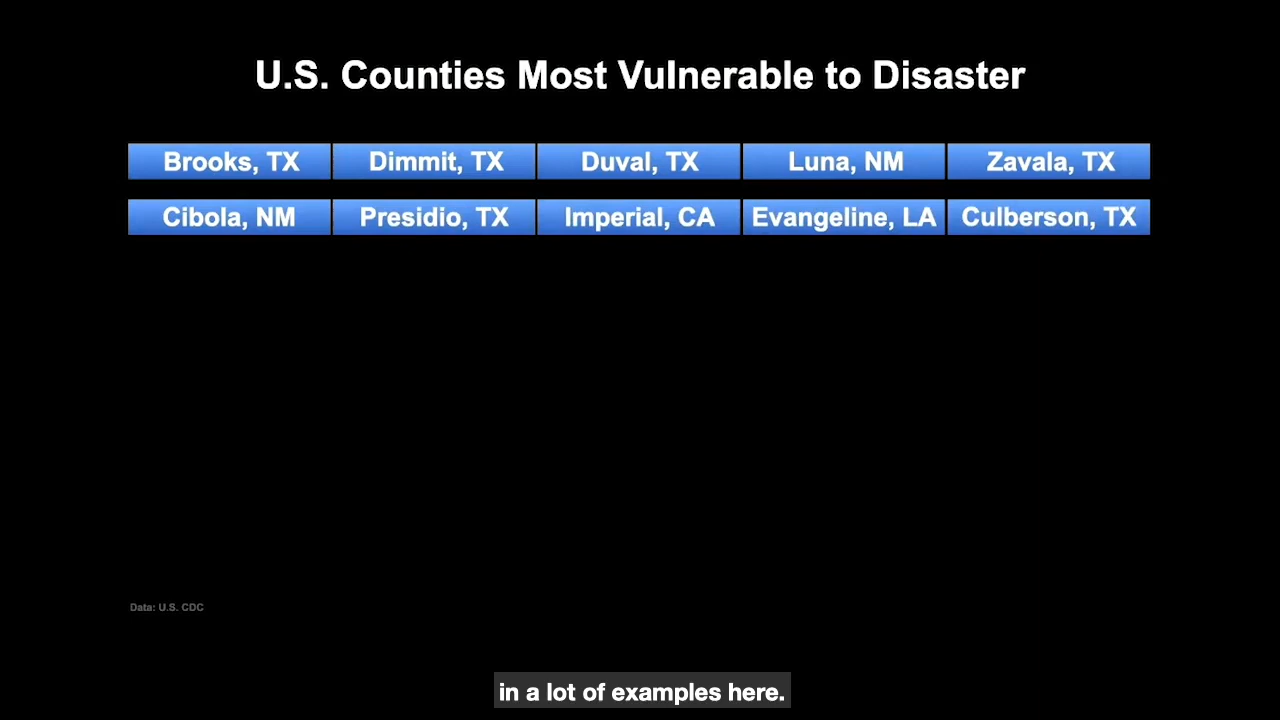 U.S. Counties Most Vulnerable to Disaster
Brooks, TX Dimmit, TX Duval, TX Luna, NM Zavala, TX
Cibola, NM Presidio, TX Imperial, CA Evangeline, LA Culberson, TX
Data: U.S. CDC
in a lot of examples here.